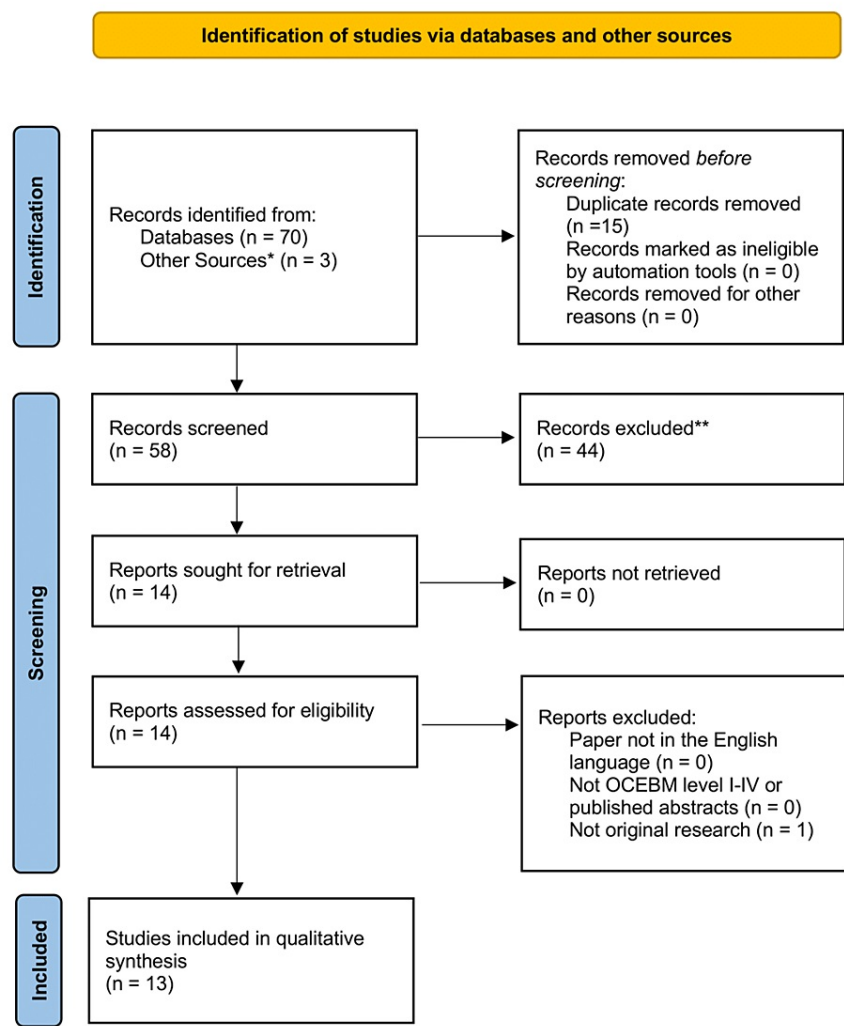 Identification of studies via databases and other sources
Identification
Records identified from:
Databases (n = 70)
Other Sources* (n = 3)
Records removed before
screening:
Duplicate records removed
(n =15)
Records marked as ineligible
by automation tools (n = 0)
Records removed for other
reasons (n = 0)
Screening
Records screened
(n = 58)
Records excluded**
(n = 44)
Reports sought for retrieval
(n = 14)
Reports not retrieved
(n = 0)
Reports assessed for eligibility
(n = 14)
Reports excluded:
Paper not in the English
language (n = 0)
Not OCEBM level I-IV or
published abstracts (n = 0)
Not original research (n = 1)
Included
Studies included in qualitative
synthesis
(n = 13)